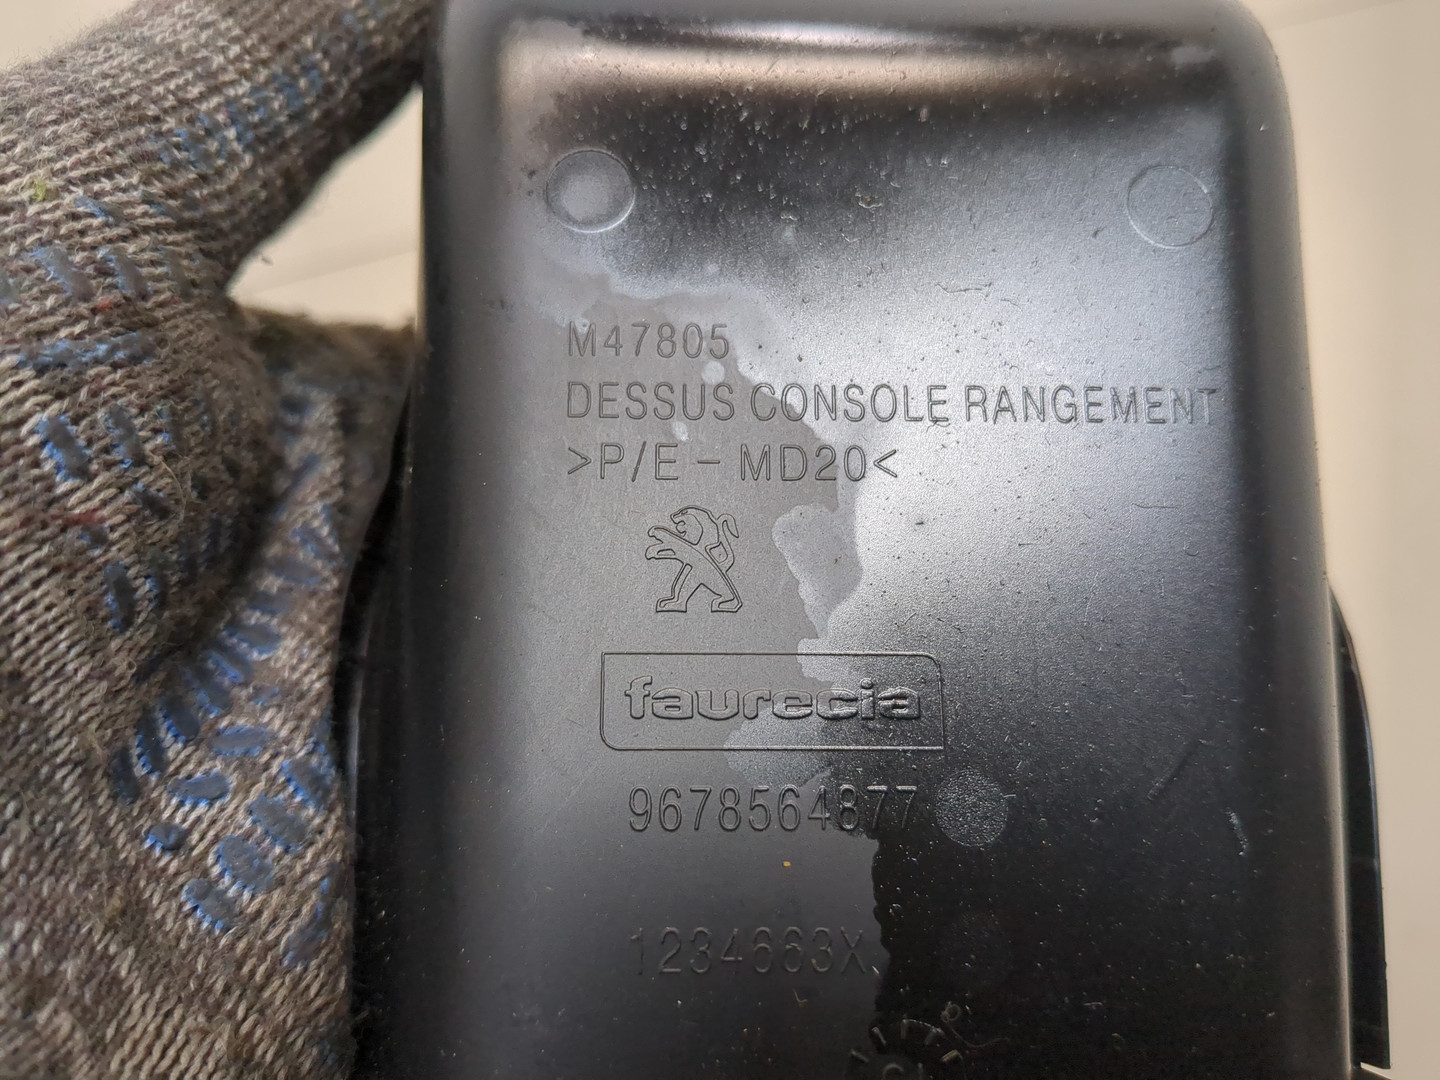 M47805
DESSUS CONSOLE RANGEMENT
>P/E - MD20<
faurecia
9678564877
1234663X